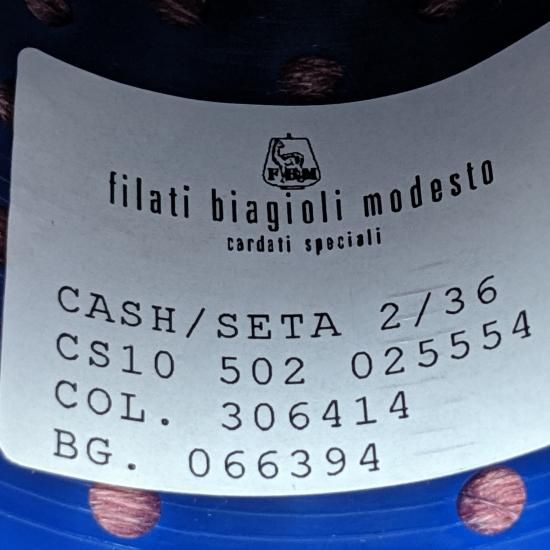 FBM
filati biagioli modesto
cardati speciali
CASH/SETA 2/36
CS10 502 025554
COL. 306414
BG. 066394